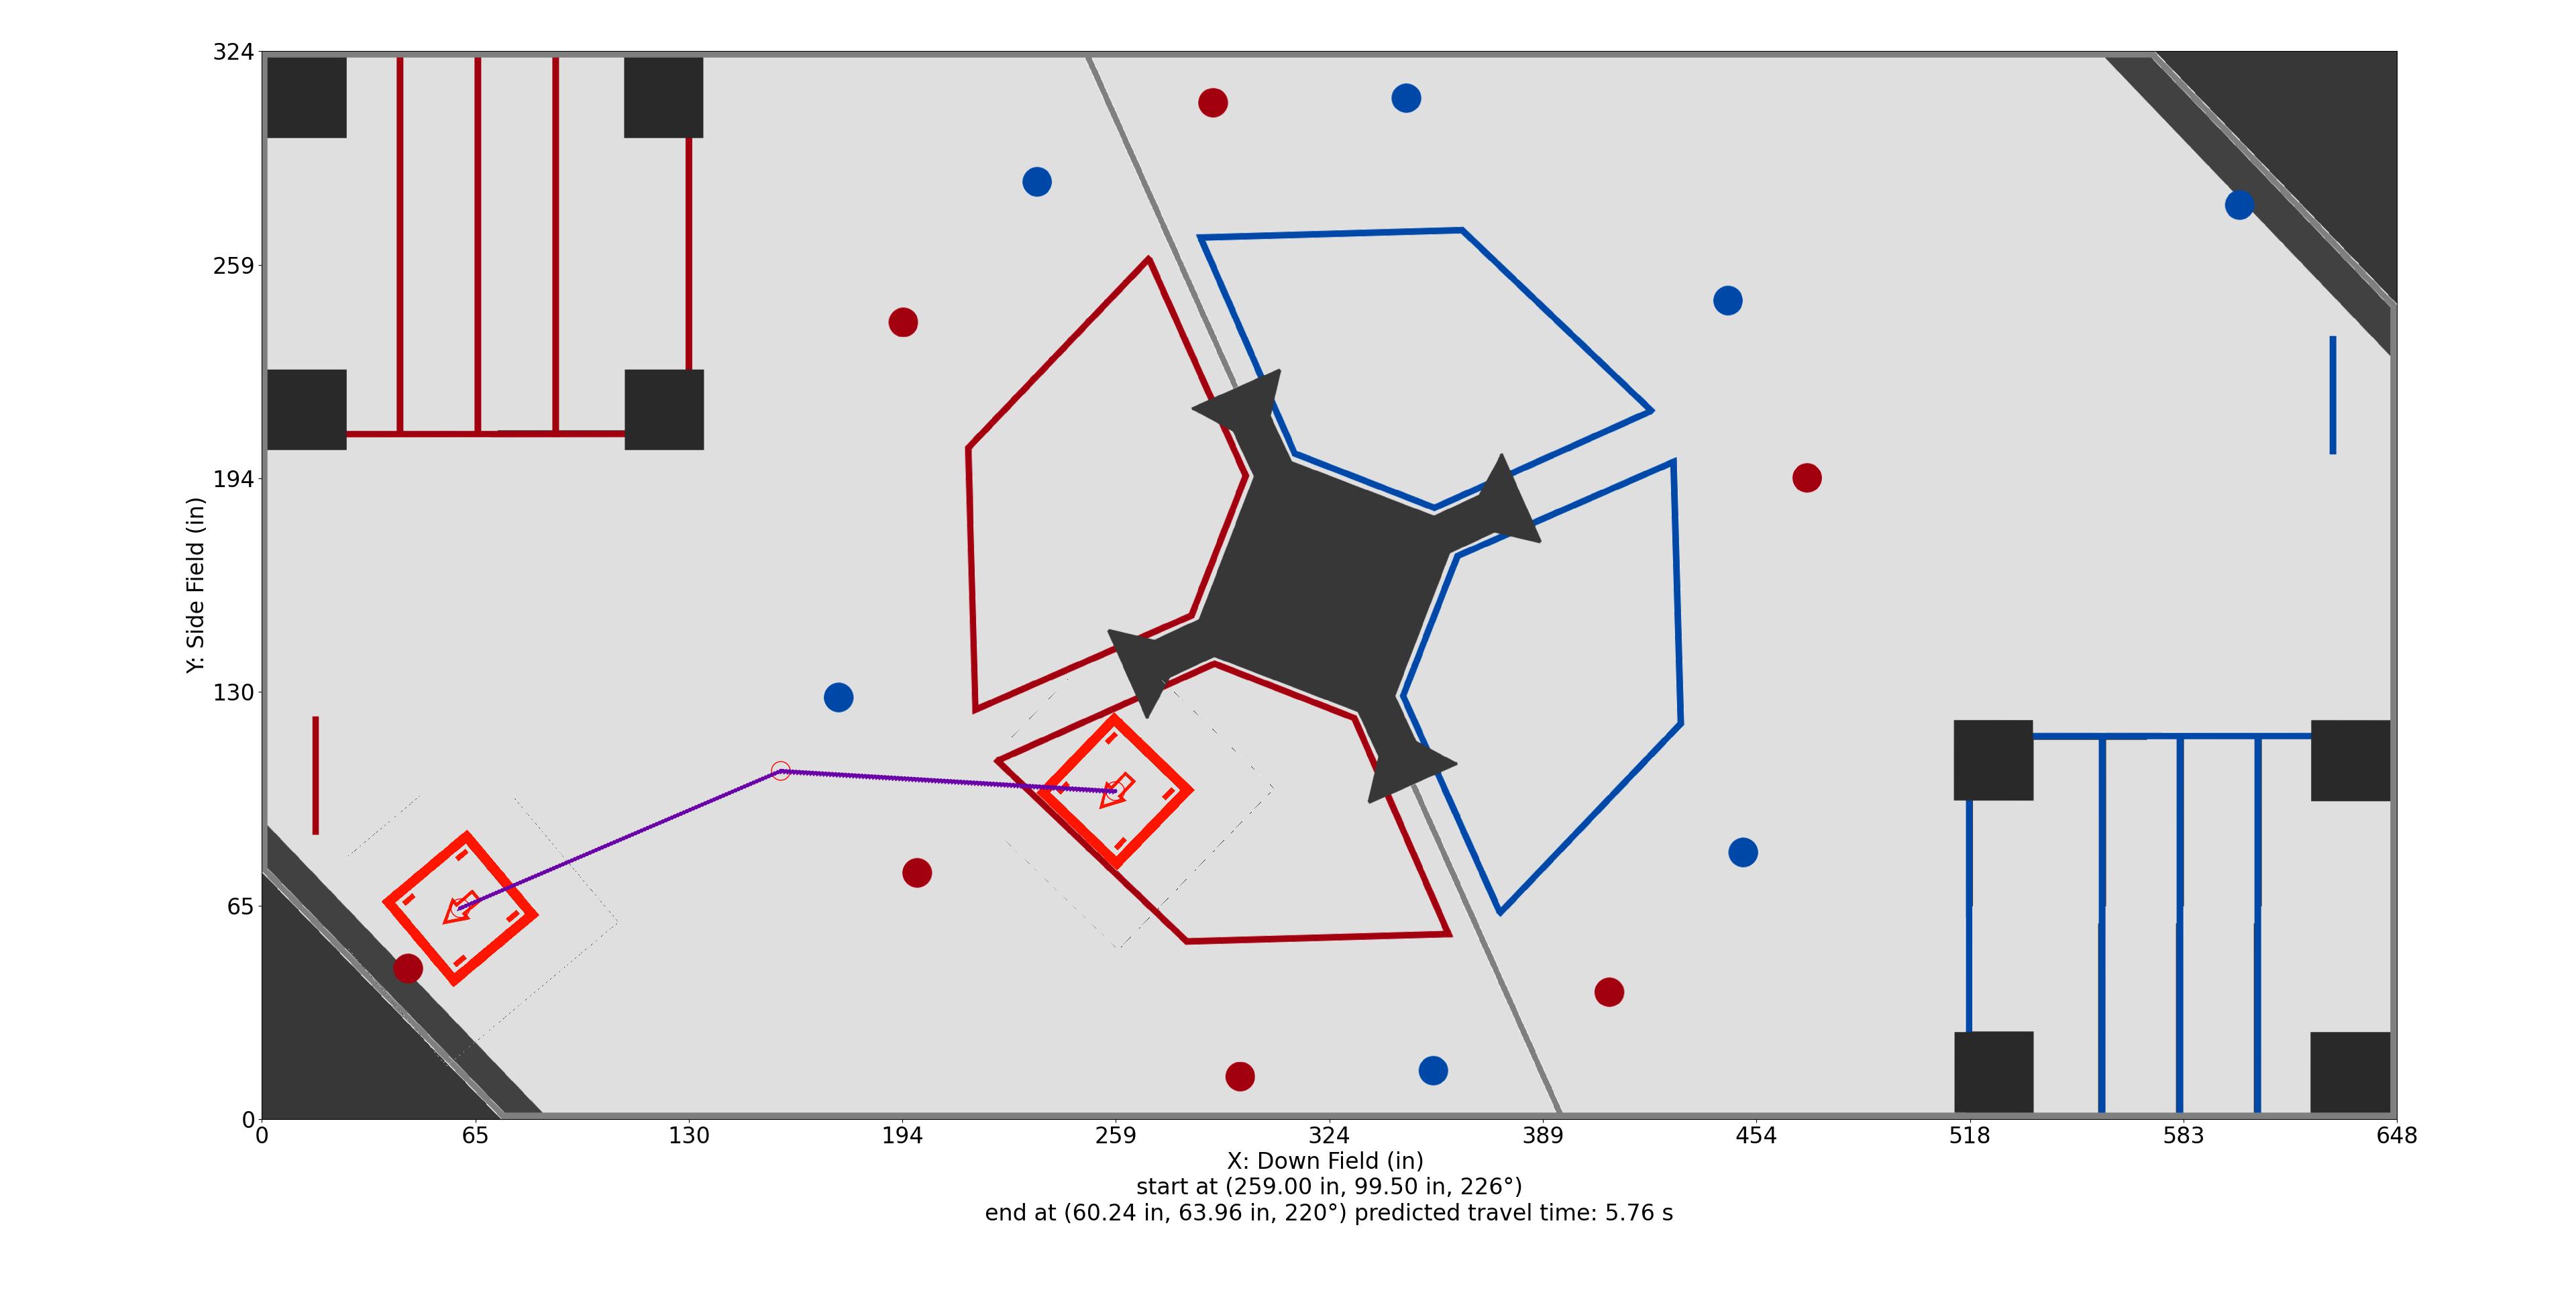 324
259
194
130
65
0
Y: Side Field (in)
0 65 130 194 259 324 389 454 518 583 648
X: Down Field (in)
start at (259.00 in, 99.50 in, 226°)
end at (60.24 in, 63.96 in, 220°) predicted travel time: 5.76 s